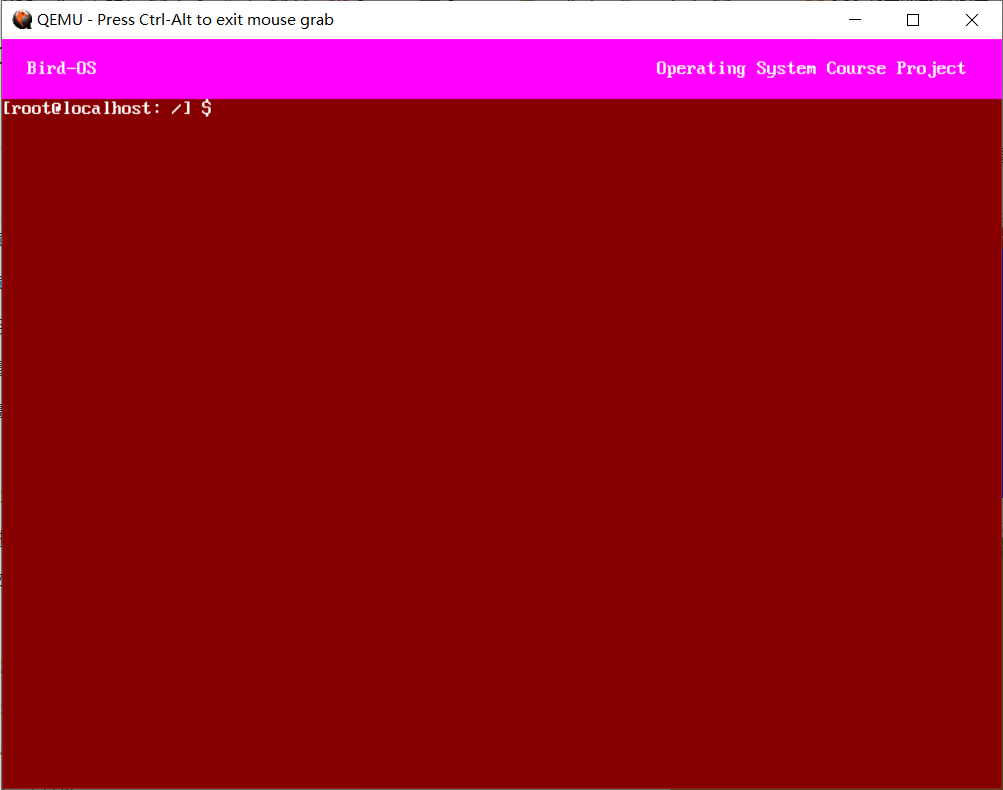 QEMU - Press Ctrl-Alt to exit mouse grab
Bird-OS Operating System Course Project
[root@localhost: /] $